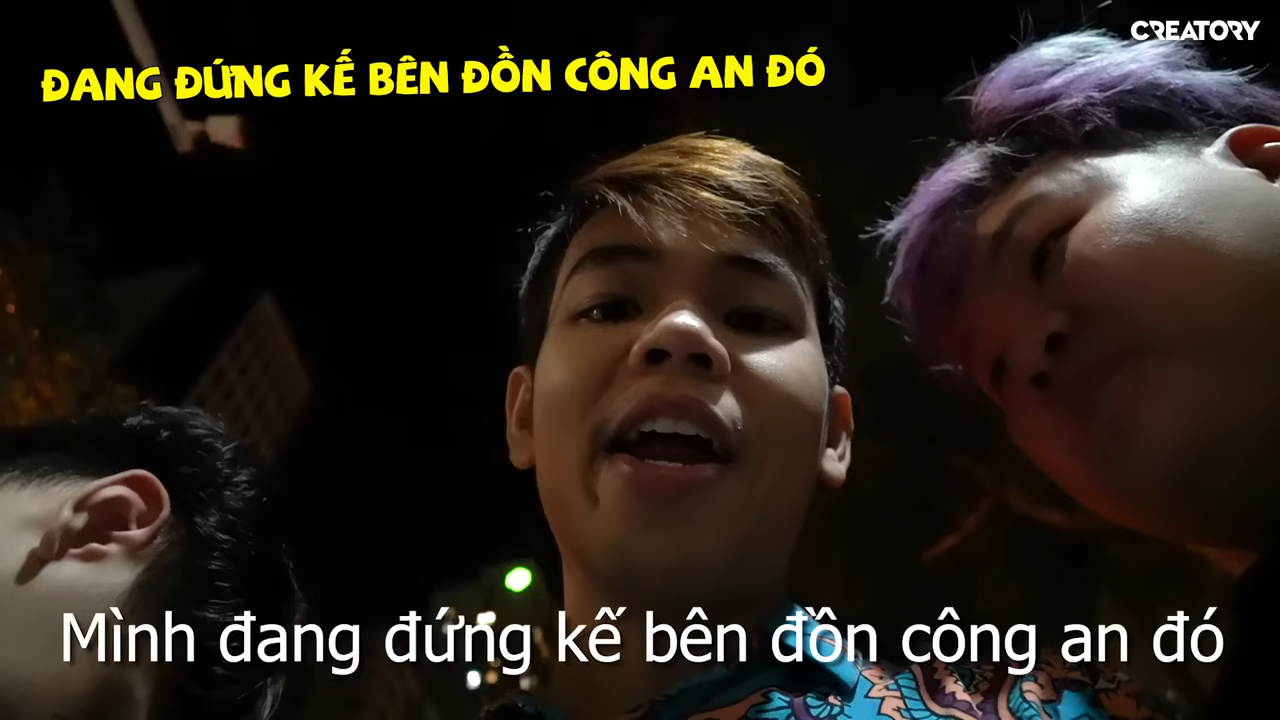 CREATORY
ĐANG ĐỨNG KẾ BÊN ĐỒN CÔNG AN ĐÓ
Mình đang đứng kế bên đồn công an đó